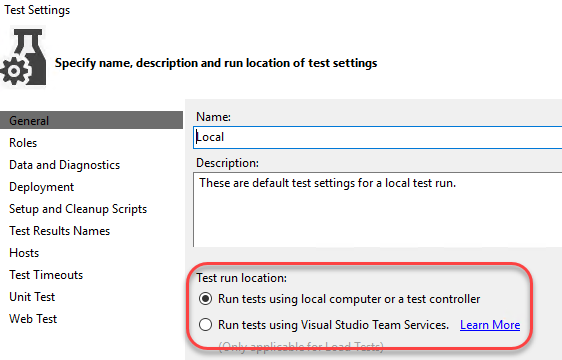 Test Settings
Specify name, description and run location of test settings
General
Roles
Data and Diagnostics
Deployment
Setup and Cleanup Scripts
Test Results Names
Hosts
Test Timeouts
Unit Test
Web Test
Name:
Local
Description:
These are default test settings for a local test run.
Test run location:
Run tests using local computer or a test controller
Run tests using Visual Studio Team Services. Learn More
(Only applicable for Load Tests)